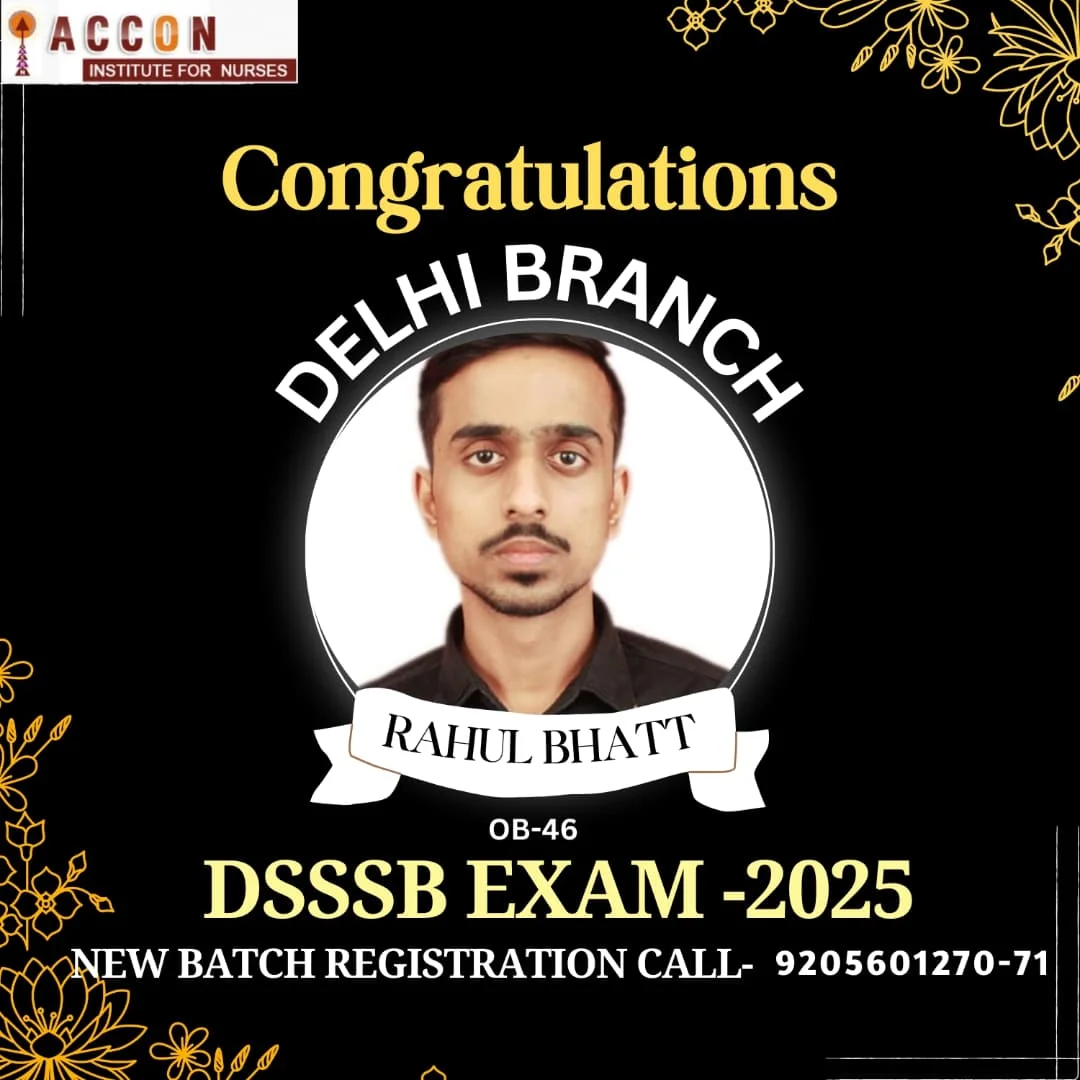 ACCON
INSTITUTE FOR NURSES
Congratulations
DELHI BRANCH
RAHUL BHATT
OB-46
DSSSB EXAM -2025
NEW BATCH REGISTRATION CALL- 9205601270-71